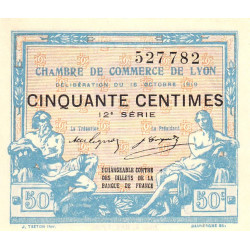 527782
CHAMBRE DE COMMERCE DE LYON
DÉLIBÉRATION DU 16 OCTOBRE 1919
CINQUANTE CENTIMES
12e SÉRIE
Le Trésorier Le Président
ÉCHANGEABLE CONTRE
DES BILLETS DE LA
BANQUE DE FRANCE
50c 50c